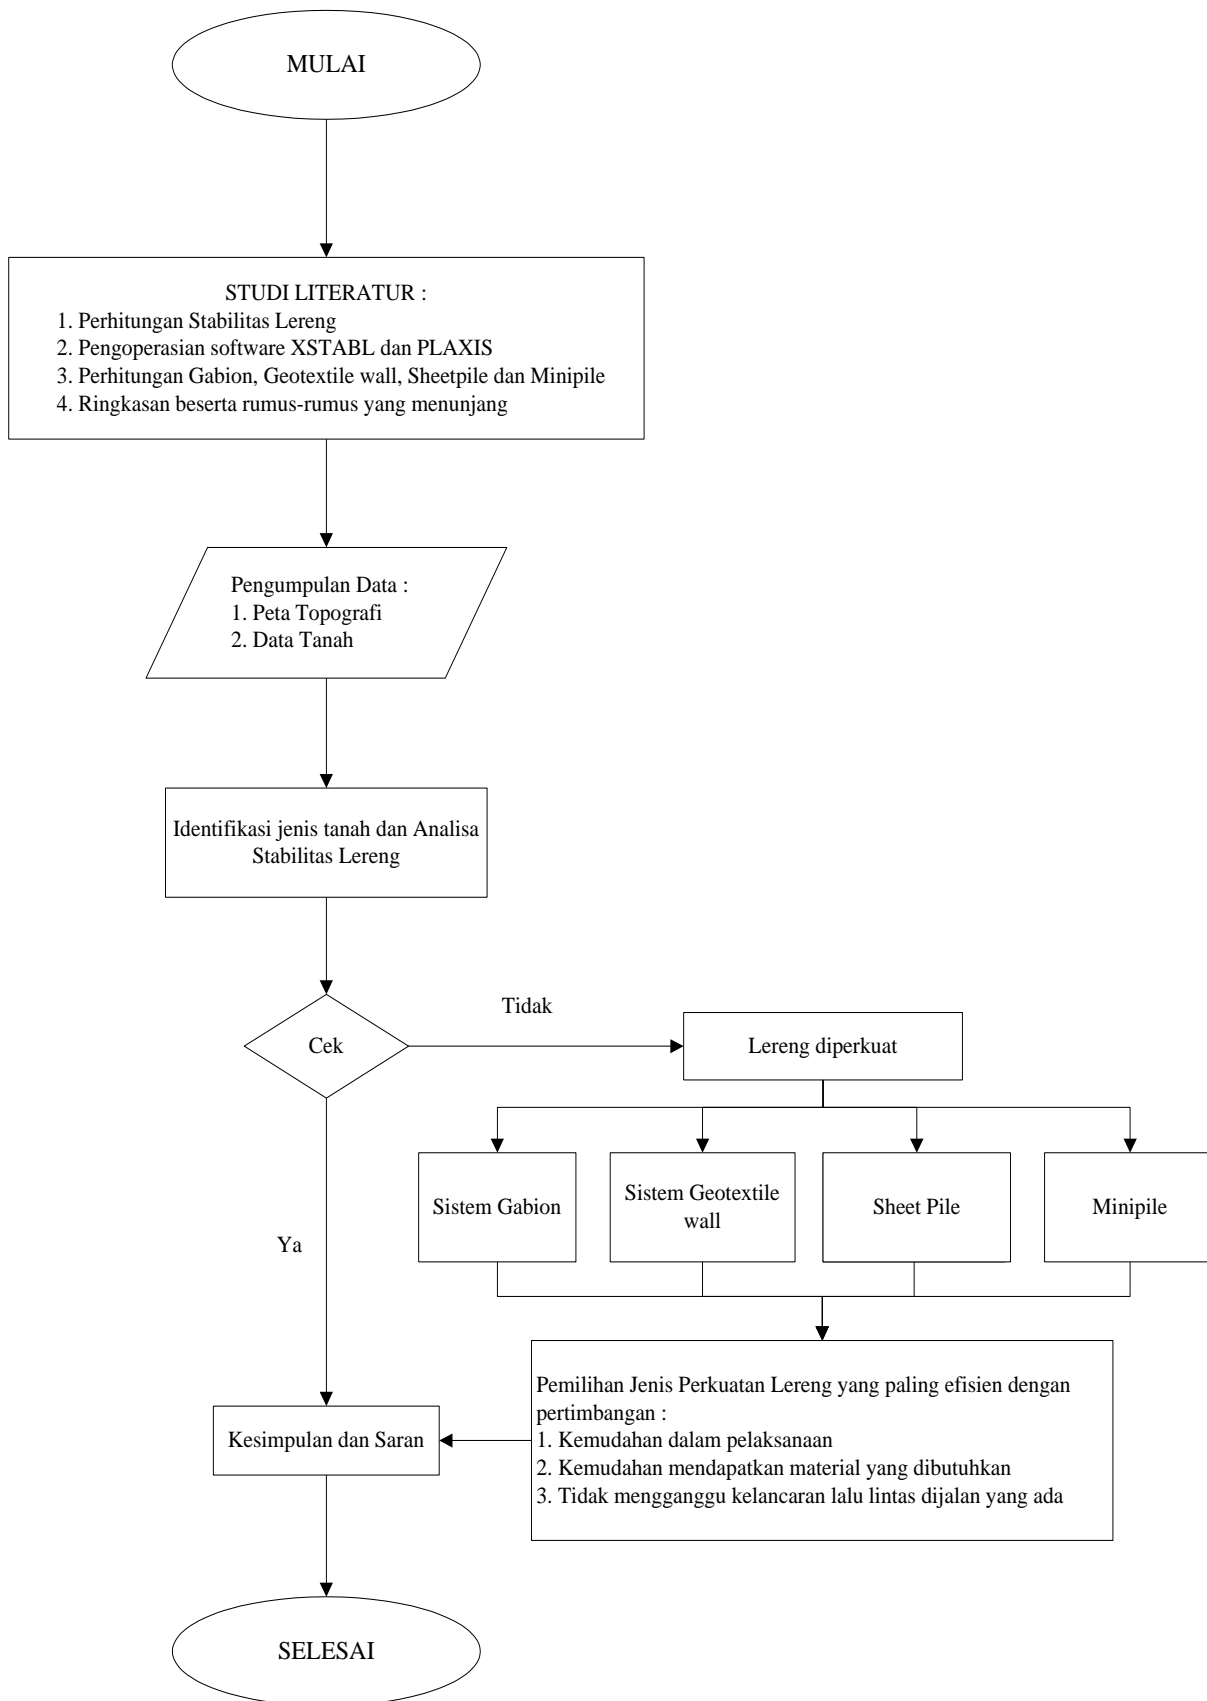 MULAI
STUDI LITERATUR :
1. Perhitungan Stabilitas Lereng
2. Pengoperasian software XSTABL dan PLAXIS
3. Perhitungan Gabion, Geotextile wall, Sheetpile dan Minipile
4. Ringkasan beserta rumus-rumus yang menunjang
Pengumpulan Data :
1. Peta Topografi
2. Data Tanah
Identifikasi jenis tanah dan Analisa
Stabilitas Lereng
Cek
Tidak
Lereng diperkuat
Sistem Gabion
Sistem Geotextile
wall
Sheet Pile
Minipile
Ya
Pemilihan Jenis Perkuatan Lereng yang paling efisien dengan
pertimbangan :
1. Kemudahan dalam pelaksanaan
2. Kemudahan mendapatkan material yang dibutuhkan
3. Tidak mengganggu kelancaran lalu lintas dijalan yang ada
Kesimpulan dan Saran
SELESAI